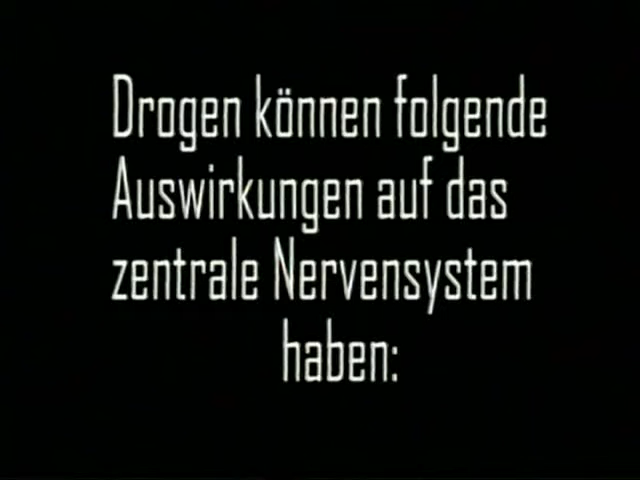 Drogen können folgende
Auswirkungen auf das
zentrale Nervensystem
haben: